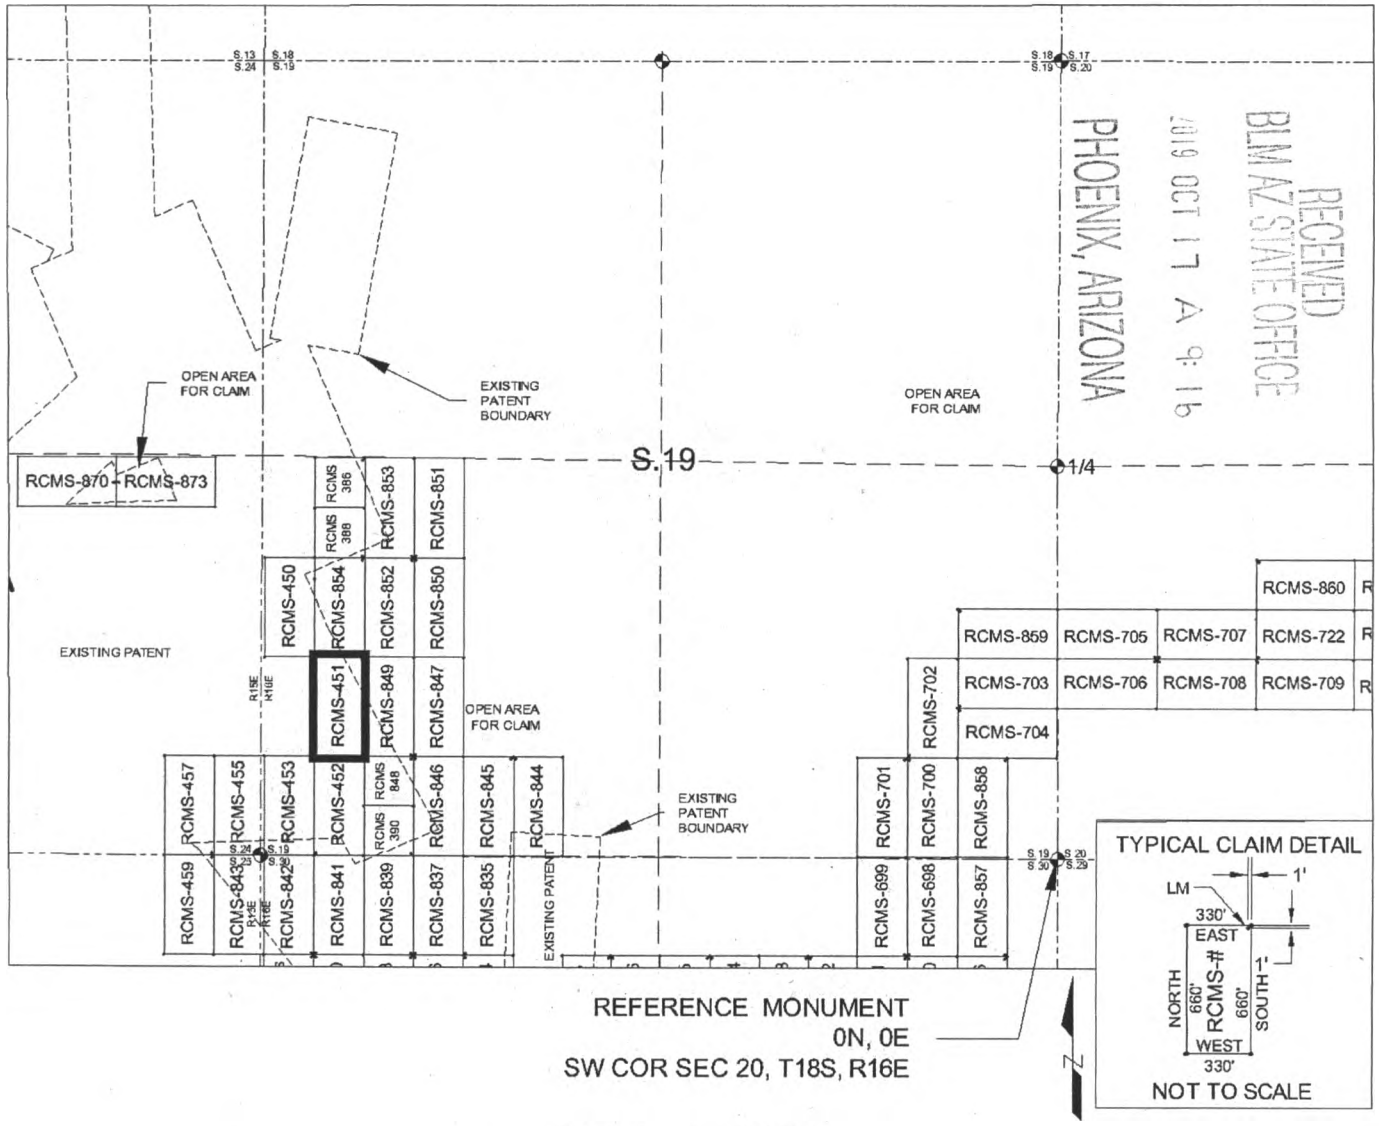 S.13 S.18
S.24 S.19
S.18 S.17
S.19 S.20
RECEIVED
BLM AZ STATE OFFICE
2019 OCT 17 A 9:16
PHOENIX, ARIZONA
OPEN AREA
FOR CLAIM
EXISTING
PATENT
BOUNDARY
OPEN AREA
FOR CLAIM
S.19
1/4
RCMS-870
RCMS-873
RCMS
386
RCMS
388
RCMS-853
RCMS-851
RCMS-450
RCMS-854
RCMS-852
RCMS-850
EXISTING PATENT
R15E
R16E
RCMS-451
RCMS-849
RCMS-847
OPEN AREA
FOR CLAIM
RCMS-860
R
RCMS-859
RCMS-705
RCMS-707
RCMS-722
R
RCMS-702
RCMS-703
RCMS-706
RCMS-708
RCMS-709
R
RCMS-704
RCMS-457
RCMS-455
RCMS-453
RCMS-452
RCMS
848
RCMS
390
RCMS-846
RCMS-845
RCMS-844
EXISTING
PATENT
BOUNDARY
RCMS-701
RCMS-700
RCMS-858
S.24 S.19
S.25 S.30
S.19 S.20
S.30 S.29
RCMS-459
RCMS-843
R15E
R16E
RCMS-842
RCMS-841
RCMS-839
RCMS-837
RCMS-835
EXISTING PATENT
RCMS-699
RCMS-698
RCMS-857
TYPICAL CLAIM DETAIL
1'
LM
330'
EAST
1'
NORTH
660'
RCMS-#
660'
SOUTH
WEST
330'
NOT TO SCALE
REFERENCE MONUMENT
0N, 0E
SW COR SEC 20, T18S, R16E
N